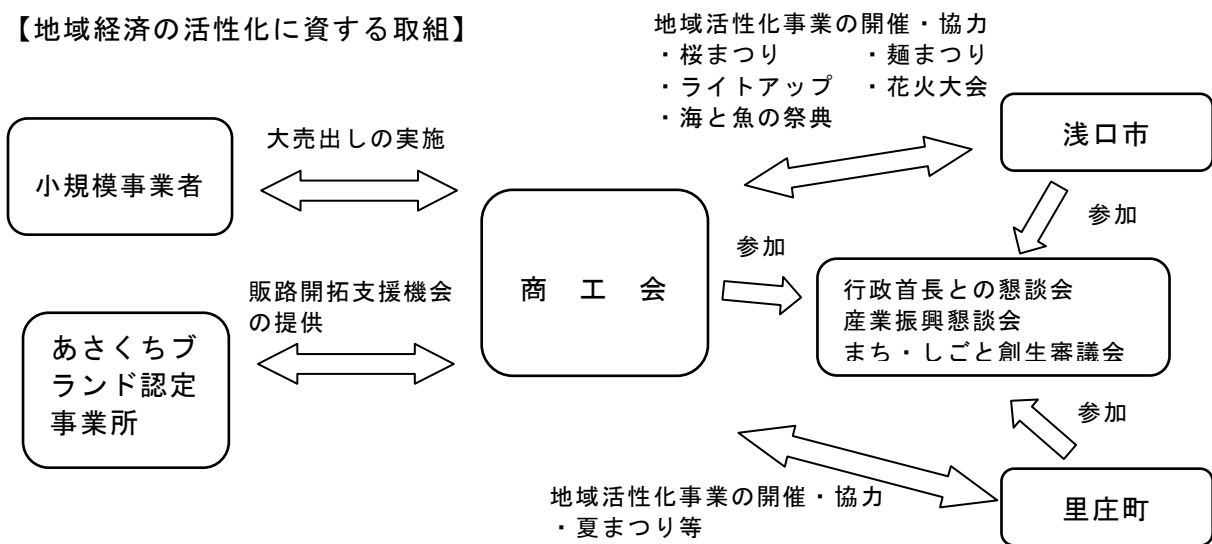 【地域経済の活性化に資する取組】
地域活性化事業の開催・協力
・桜まつり ・麺まつり
・ライトアップ ・花火大会
・海と魚の祭典
小規模事業者
大売出しの実施
浅口市
参加
商 工 会
参加
行政首長との懇談会
産業振興懇談会
まち・しごと創生審議会
販路開拓支援機会
の提供
あさくちブ
ランド認定
事業所
参加
地域活性化事業の開催・協力
・夏まつり等
里庄町